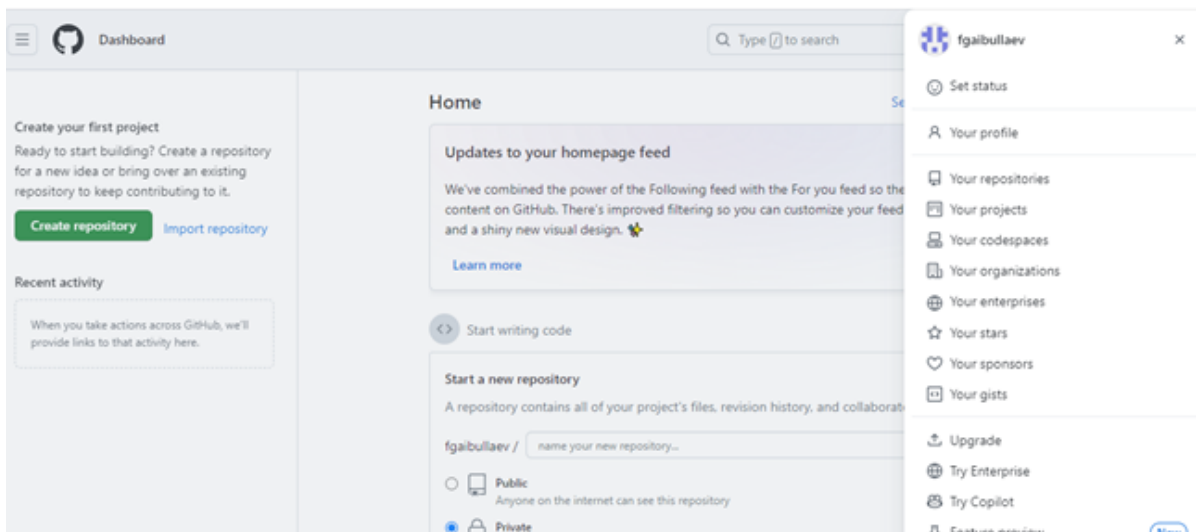 Dashboard
Type / to search
Create your first project
Ready to start building? Create a repository
for a new idea or bring over an existing
repository to keep contributing to it.
Create repository
Import repository
Recent activity
When you take actions across GitHub, we'll
provide links to that activity here.
Home
Se
Updates to your homepage feed
We've combined the power of the Following feed with the For you feed so the
content on GitHub. There's improved filtering so you can customize your feed
and a shiny new visual design.
Learn more
Start writing code
Start a new repository
A repository contains all of your project's files, revision history, and collaborat
fgaibullaev /
name your new repository...
Public
Anyone on the internet can see this repository
Private
fgaibullaev
Set status
Your profile
Your repositories
Your projects
Your codespaces
Your organizations
Your enterprises
Your stars
Your sponsors
Your gists
Upgrade
Try Enterprise
Try Copilot
Feature preview
New